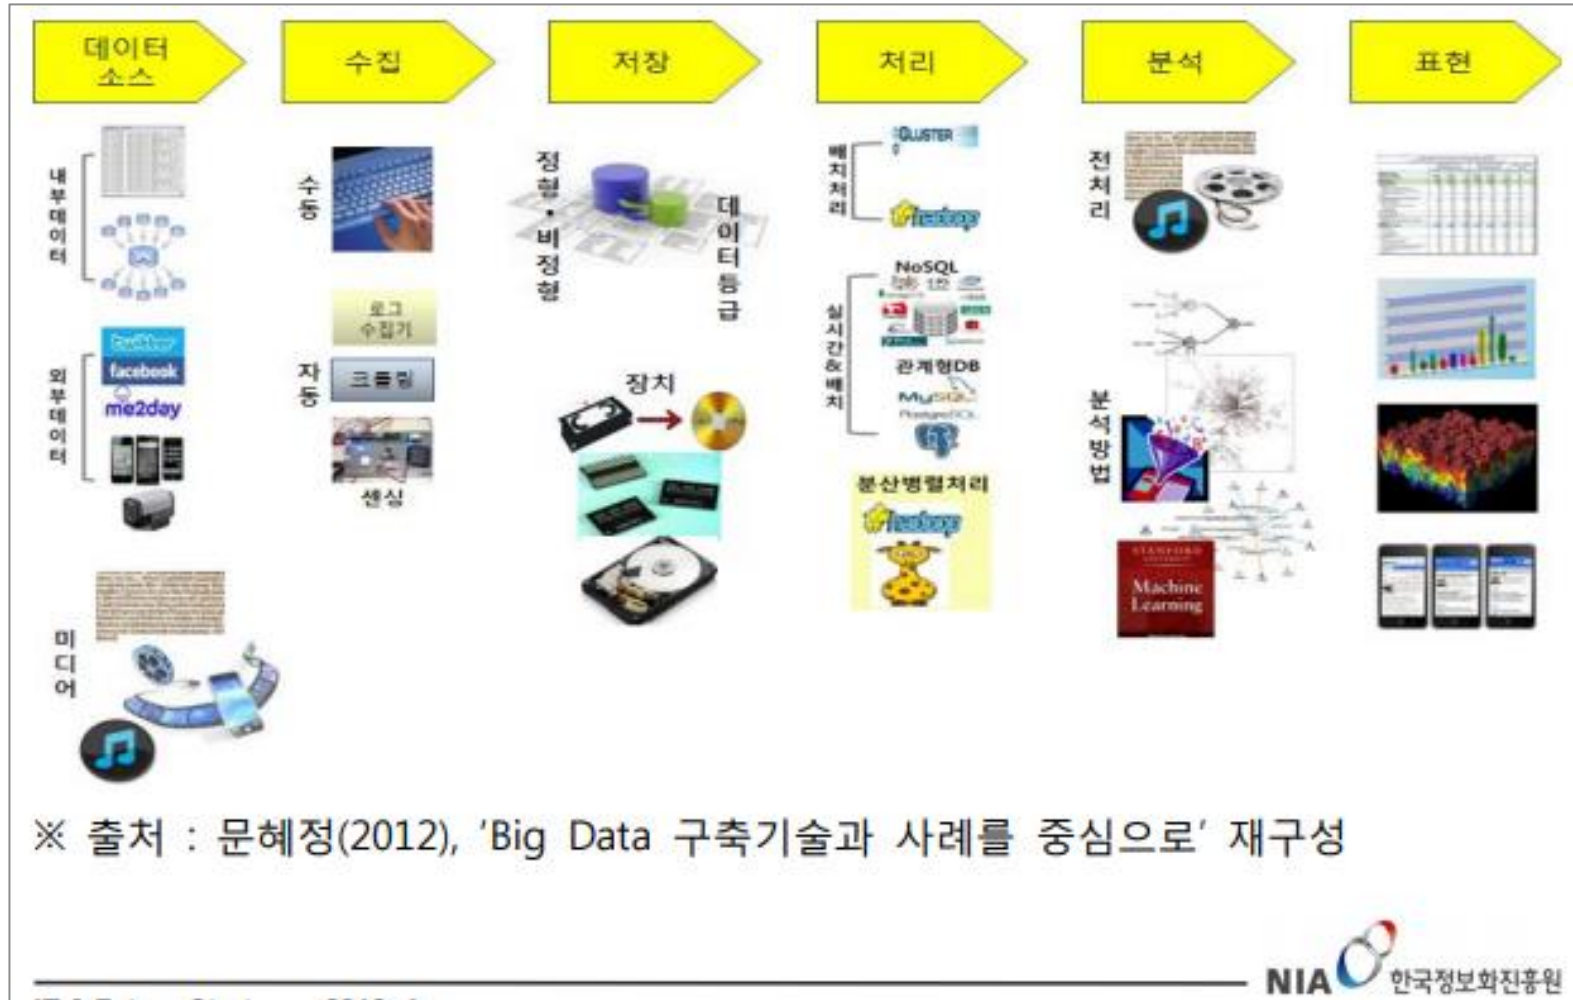 데이터
소스
수집
저장
처리
분석
표현
내부데이터
외부데이터
twitter
facebook
me2day
미디어
수동
로그
수집기
자동
크롤링
센싱
정형·비정형
데이터등급
장치
배치처리
GLUSTER
hadoop
실시간&배치
NoSQL
관계형DB
MySQL
PostgreSQL
분산병렬처리
hadoop
전처리
분석방법
STANFORD
UNIVERSITY
Machine
Learning
※ 출처 : 문혜정(2012), ‘Big Data 구축기술과 사례를 중심으로’ 재구성
NIA 한국정보화진흥원